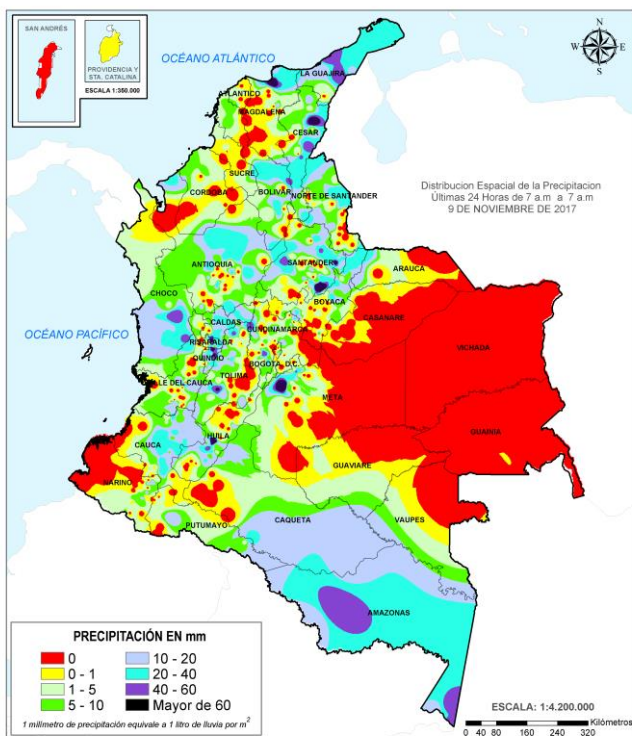 SAN ANDRÉS
PROVIDENCIA Y
STA. CATALINA
ESCALA 1:350.000
OCÉANO ATLÁNTICO
N
W E
S
LA GUAJIRA
ATLANTICO
MAGDALENA
CESAR
SUCRE
CORDOBA
BOLIVAR
NORTE DE SANTANDER
Distribucion Espacial de la Precipitacion
Últimas 24 Horas de 7 a.m a 7 a.m
9 DE NOVIEMBRE DE 2017
ANTIOQUIA
SANTANDER
ARAUCA
CHOCO
BOYACA
CASANARE
OCÉANO PACÍFICO
CALDAS
CUNDINAMARCA
RISARALDA
VICHADA
QUINDIO
BOGOTA, D.C.
TOLIMA
VALLE DEL CAUCA
META
GUAINIA
CAUCA
HUILA
GUAVIARE
NARIÑO
PUTUMAYO
CAQUETA
VAUPES
AMAZONAS
PRECIPITACIÓN EN mm
0 10 - 20
0 - 1 20 - 40
1 - 5 40 - 60
5 - 10 Mayor de 60
1 milimetro de precipitación equivale a 1 litro de lluvia por m²
ESCALA: 1:4.200.000
Kilómetros
0 40 80 160 240 320